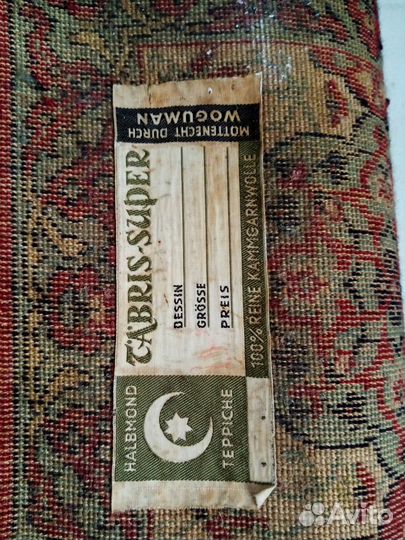 MOTTENECHT DURCH
WOGUMAN
TÄBRIS-SUPER
DESSIN
GRÖSSE
PREIS
100% REINE KAMMGARNWOLLE
HALBMOND
TEPPICHE
Avito